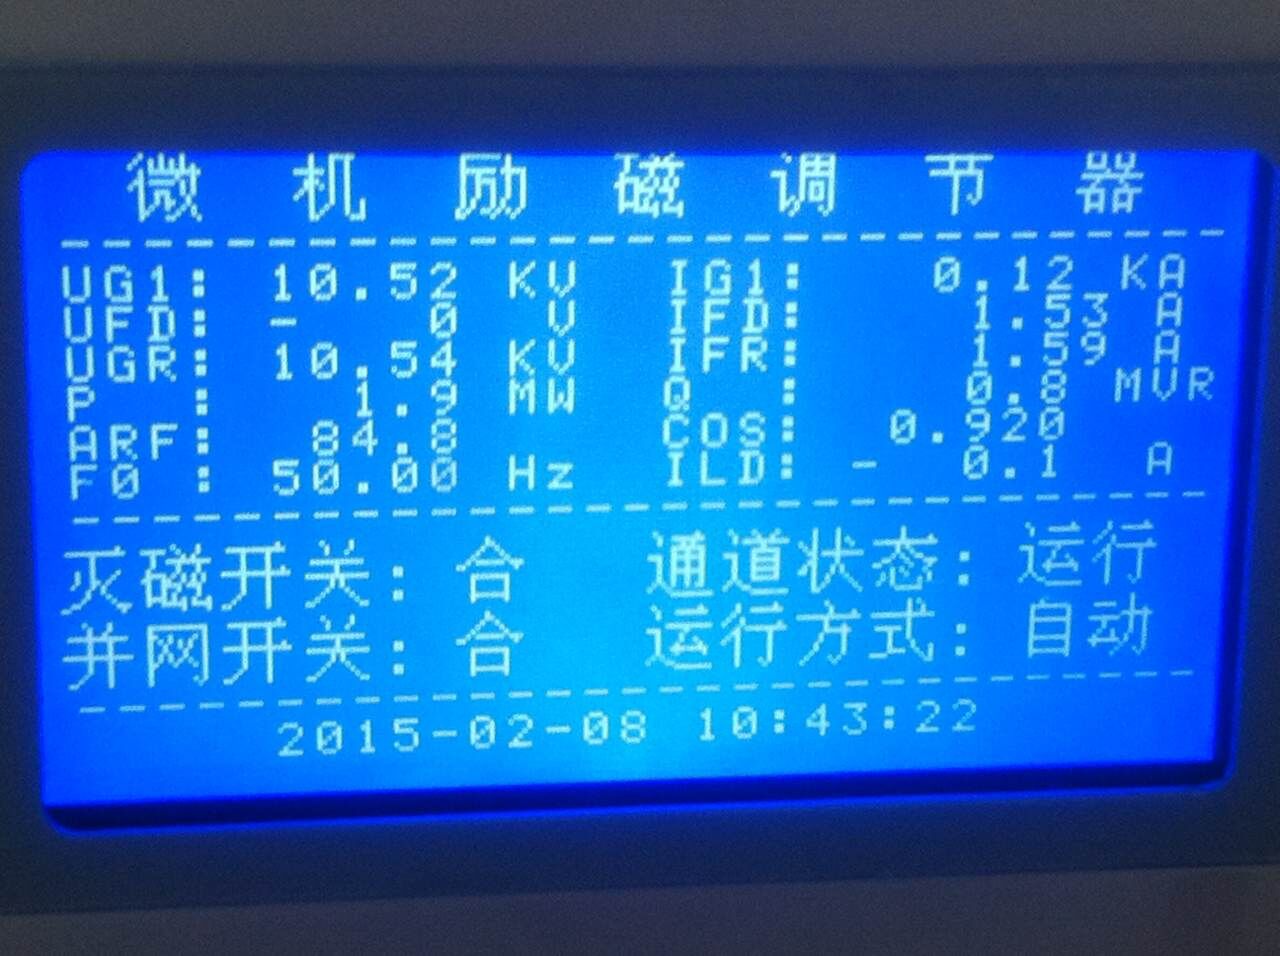 微机励磁调节器
UG1: 10.52 KV IG1: 0.12 KA
UFD: - 0 V IFD: 1.53 A
UGR: 10.54 KV IFR: 1.59 A
P : 1.9 MW Q : 0.8 MVR
ARF: 84.8 COS: 0.920
F0 : 50.00 Hz ILD: - 0.1 A
灭磁开关: 合 通道状态: 运行
并网开关: 合 运行方式: 自动
2015-02-08 10:43:22